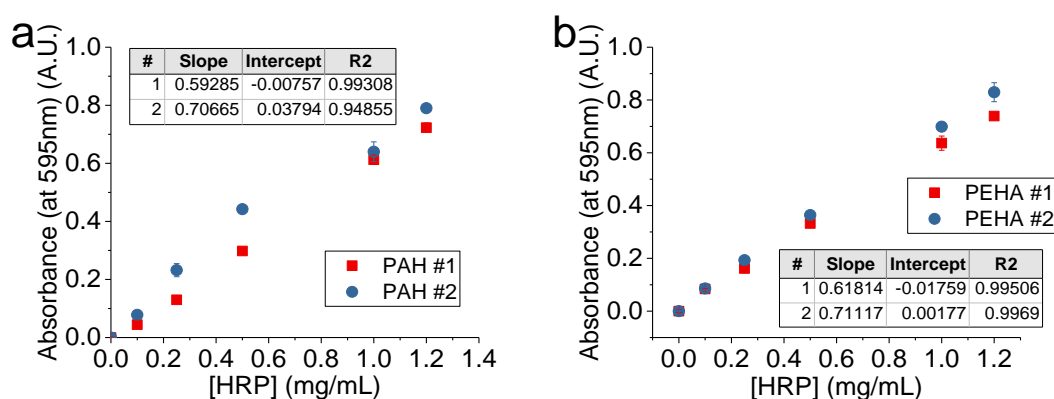 a
Absorbance (at 595nm) (A.U.)
1.0
0.8
0.6
0.4
0.2
0.0
# Slope Intercept R2
1 0.59285 -0.00757 0.99308
2 0.70665 0.03794 0.94855
PAH #1
PAH #2
0.0 0.2 0.4 0.6 0.8 1.0 1.2 1.4
[HRP] (mg/mL)
b
Absorbance (at 595nm) (A.U.)
1.0
0.8
0.6
0.4
0.2
0.0
PEHA #1
PEHA #2
# Slope Intercept R2
1 0.61814 -0.01759 0.99506
2 0.71117 0.00177 0.9969
0.0 0.2 0.4 0.6 0.8 1.0 1.2
[HRP] (mg/mL)